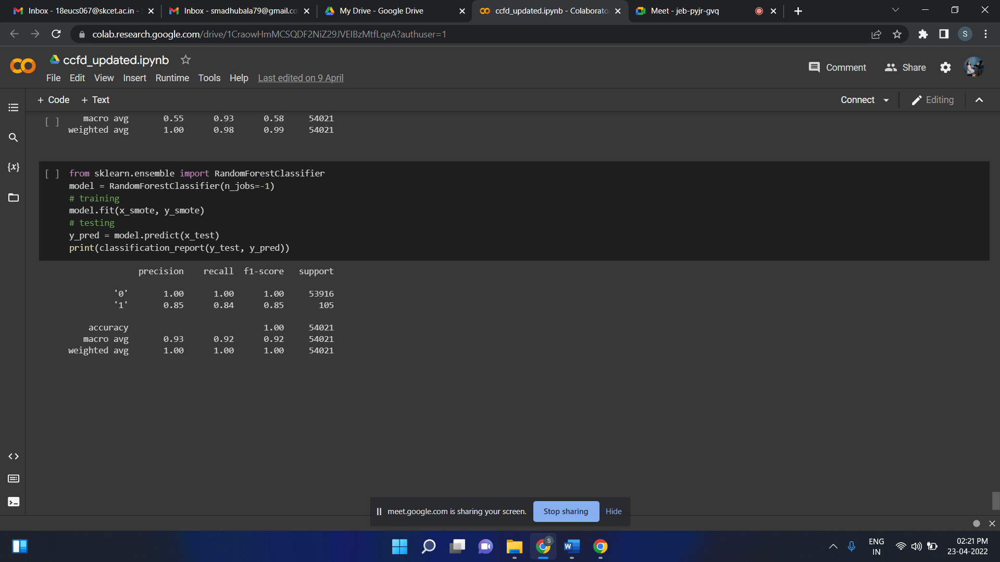 Inbox - 18eucs067@skcet.ac.in -
Inbox - smadhubala79@gmail.co
My Drive - Google Drive
ccfd_updated.ipynb - Colaborato
Meet - jeb-pyjr-gvq
colab.research.google.com/drive/1CraowHmMCSQDF2NiZ29JVEIBzMtfLqeA?authuser=1
S
ccfd_updated.ipynb
Comment
Share
File Edit View Insert Runtime Tools Help Last edited on 9 April
+ Code + Text
Connect
Editing
[ ] macro avg 0.55 0.93 0.58 54021
weighted avg 1.00 0.98 0.99 54021
{x}
[ ] from sklearn.ensemble import RandomForestClassifier
model = RandomForestClassifier(n_jobs=-1)
# training
model.fit(x_smote, y_smote)
# testing
y_pred = model.predict(x_test)
print(classification_report(y_test, y_pred))
precision recall f1-score support
'0' 1.00 1.00 1.00 53916
'1' 0.85 0.84 0.85 105
accuracy 1.00 54021
macro avg 0.93 0.92 0.92 54021
weighted avg 1.00 1.00 1.00 54021
meet.google.com is sharing your screen. Stop sharing Hide
S
W
ENG
IN
02:21 PM
23-04-2022